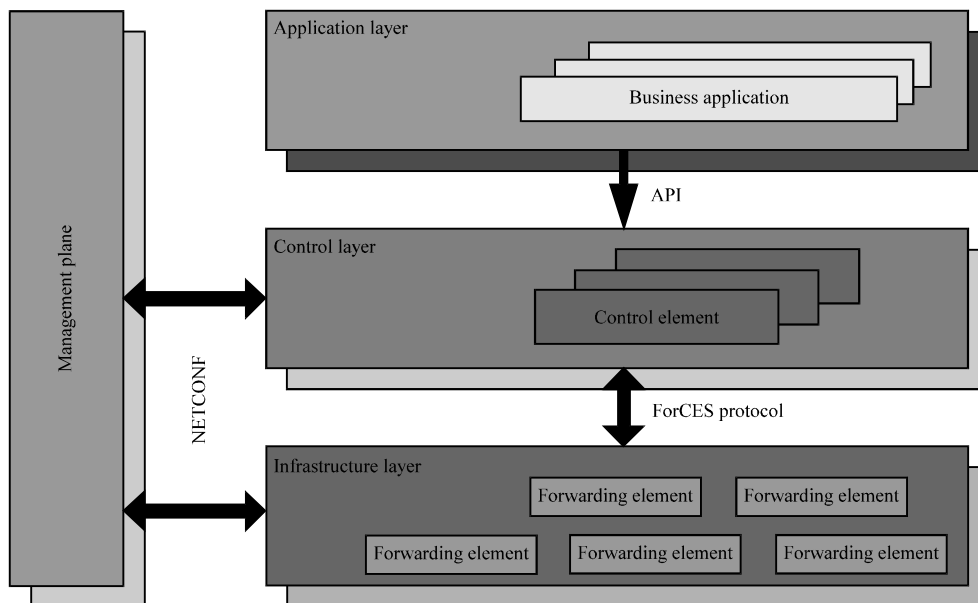 Application layer
Business application
API
Control layer
Control element
Management plane
NETCONF
ForCES protocol
Infrastructure layer
Forwarding element
Forwarding element
Forwarding element
Forwarding element
Forwarding element